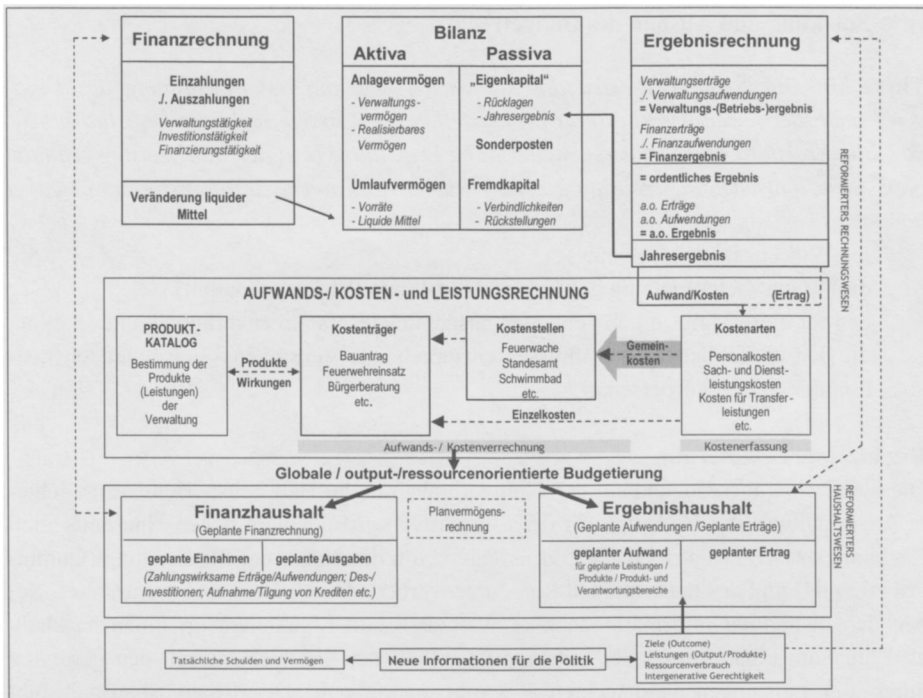 Finanzrechnung
Einzahlungen
./. Auszahlungen
Verwaltungstätigkeit
Investitionstätigkeit
Finanzierungstätigkeit
Veränderung liquider
Mittel
Bilanz
Aktiva
Passiva
Anlagevermögen
- Verwaltungs-
vermögen
- Realisierbares
Vermögen
Umlaufvermögen
- Vorräte
- Liquide Mittel
„Eigenkapital“
- Rücklagen
- Jahresergebnis
Sonderposten
Fremdkapital
- Verbindlichkeiten
- Rückstellungen
Ergebnisrechnung
Verwaltungserträge
./. Verwaltungsaufwendungen
= Verwaltungs-(Betriebs-)ergebnis
Finanzerträge
./. Finanzaufwendungen
= Finanzergebnis
= ordentliches Ergebnis
a.o. Erträge
a.o. Aufwendungen
= a.o. Ergebnis
Jahresergebnis
REFORMIERTERS RECHNUNGSWESEN
Aufwand/Kosten (Ertrag)
AUFWANDS-/ KOSTEN - und LEISTUNGSRECHNUNG
PRODUKT-
KATALOG
Bestimmung der
Produkte
(Leistungen)
der
Verwaltung
Produkte
Wirkungen
Kostenträger
Bauantrag
Feuerwehreinsatz
Bürgerberatung
etc.
Kostenstellen
Feuerwache
Standesamt
Schwimmbad
etc.
Gemein-
kosten
Einzelkosten
Kostenarten
Personalkosten
Sach- und Dienst-
leistungskosten
Kosten für Transfer-
leistungen
etc.
Aufwands-/ Kostenverrechnung
Kostenerfassung
Globale / output-/ressourcenorientierte Budgetierung
Finanzhaushalt
(Geplante Finanzrechnung)
geplante Einnahmen geplante Ausgaben
(Zahlungswirksame Erträge/Aufwendungen; Des-/
Investitionen; Aufnahme/Tilgung von Krediten etc.)
Planvermögens-
rechnung
Ergebnishaushalt
(Geplante Aufwendungen /Geplante Erträge)
geplanter Aufwand
für geplante Leistungen /
Produkte / Produkt- und
Verantwortungsbereiche
geplanter Ertrag
REFORMIERTERS
HAUSHALTSWESEN
Tatsächliche Schulden und Vermögen
Neue Informationen für die Politik
Ziele (Outcome)
Leistungen (Output/Produkte)
Ressourcenverbrauch
Intergenerative Gerechtigkeit